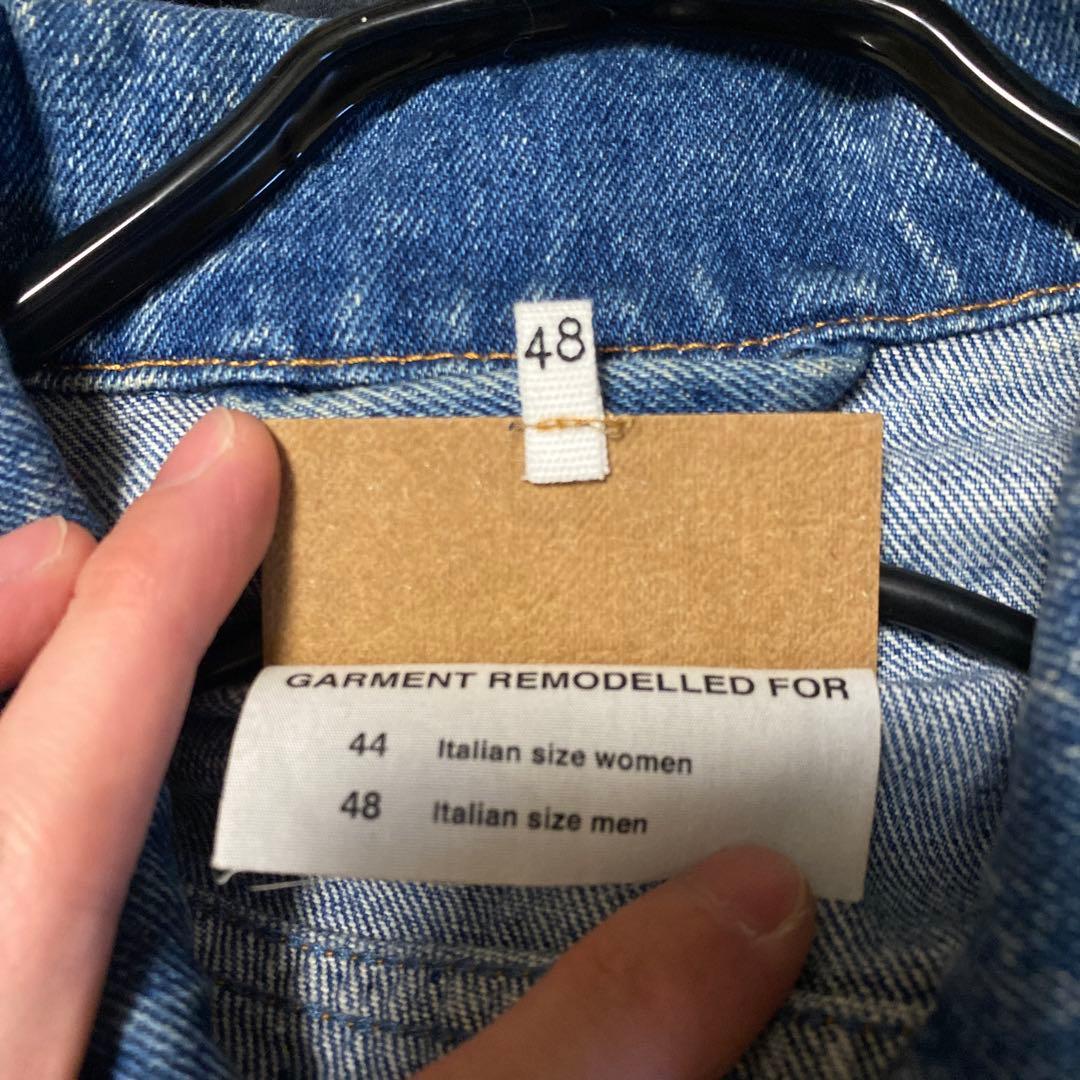 48
GARMENT REMODELLED FOR
44 Italian size women
48 Italian size men